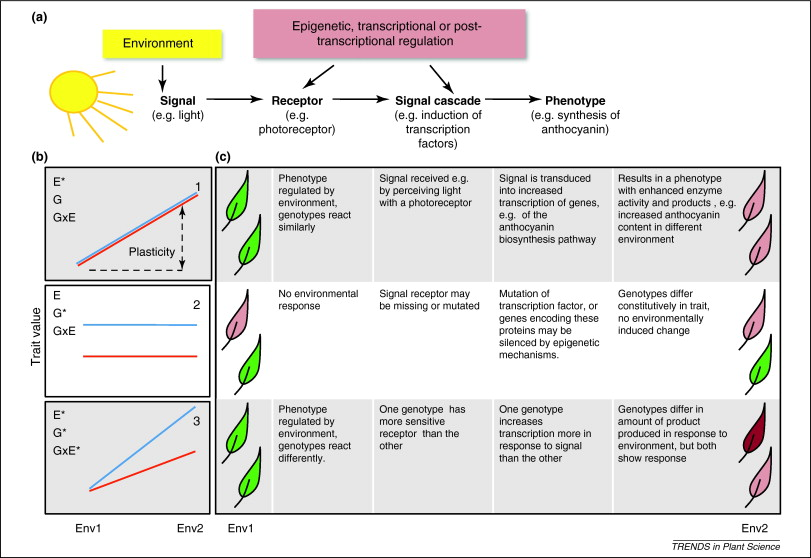 (a)
Environment
Epigenetic, transcriptional or post-
transcriptional regulation
Signal
(e.g. light)
Receptor
(e.g.
photoreceptor)
Signal cascade
(e.g. induction of
transcription
factors)
Phenotype
(e.g. synthesis of
anthocyanin)
(b)
(c)
Trait value
E*
G
GxE
1
Plasticity
Phenotype
regulated by
environment,
genotypes react
similarly
Signal received e.g.
by perceiving light
with a photoreceptor
Signal is transduced
into increased
transcription of genes,
e.g. of the
anthocyanin
biosynthesis pathway
Results in a phenotype
with enhanced enzyme
activity and products , e.g.
increased anthocyanin
content in different
environment
E
G*
GxE
2
No environmental
response
Signal receptor may
be missing or mutated
Mutation of
transcription factor, or
genes encoding these
proteins may be
silenced by epigenetic
mechanisms.
Genotypes differ
constitutively in trait,
no environmentally
induced change
E*
G*
GxE*
3
Phenotype
regulated by
environment,
genotypes react
differently.
One genotype has
more sensitive
receptor than the
other
One genotype
increases
transcription more in
response to signal
than the other
Genotypes differ in
amount of product
produced in response to
environment, but both
show response
Env1
Env2
Env1
Env2
TRENDS in Plant Science